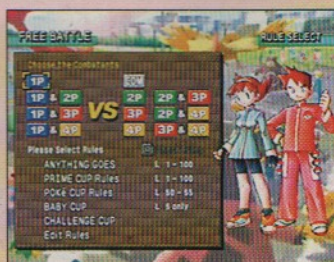 FREE BATTLE RULE SELECT
Choose the Combatants
1P
1P & 2P VS 2P 2P & 3P
1P & 3P 3P 2P & 4P
1P & 4P 4P 3P & 4P
Please Select Rules
ANYTHING GOES L 1-100
PRIME CUP Rules L 1-100
POKé CUP Rules L 50-55
BABY CUP L 5 only
CHALLENGE CUP
Edit Rules